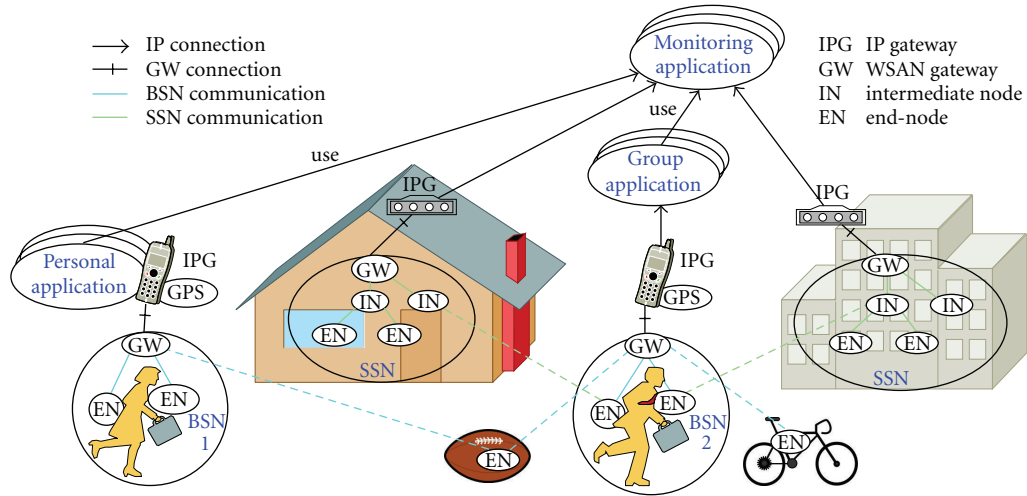 IP connection
GW connection
BSN communication
SSN communication
Monitoring
application
IPG IP gateway
GW WSAN gateway
IN intermediate node
EN end-node
use
use
Group
application
IPG
IPG
Personal
application
IPG
GPS
IPG
GPS
GW
IN
IN
EN
EN
SSN
GW
IN
IN
EN
EN
SSN
GW
EN
EN
BSN
1
GW
EN
EN
BSN
2
EN
EN